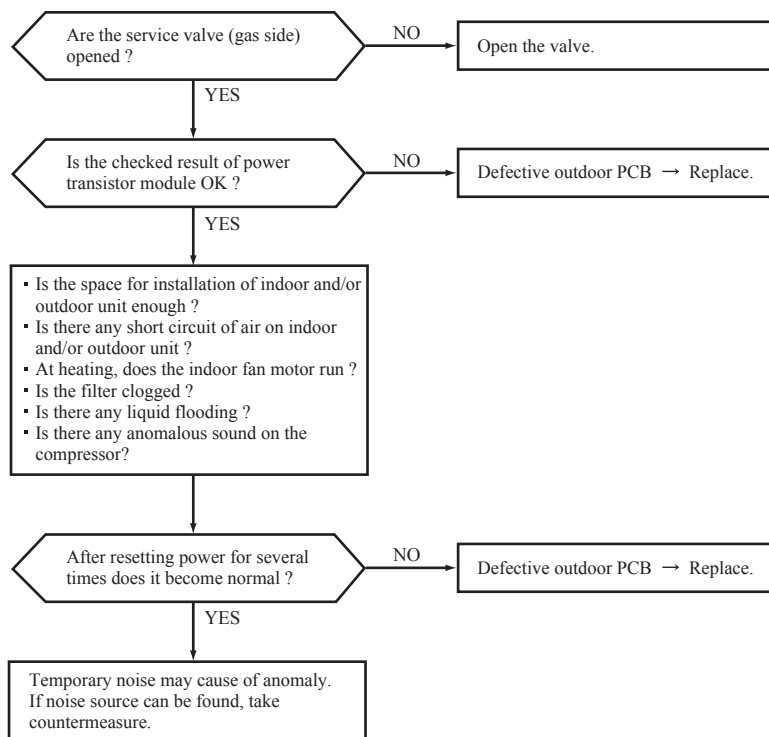 Are the service valve (gas side)
opened ?
NO
Open the valve.
YES
Is the checked result of power
transistor module OK ?
NO
Defective outdoor PCB → Replace.
YES
▪ Is the space for installation of indoor and/or
outdoor unit enough ?
▪ Is there any short circuit of air on indoor
and/or outdoor unit ?
▪ At heating, does the indoor fan motor run ?
▪ Is the filter clogged ?
▪ Is there any liquid flooding ?
▪ Is there any anomalous sound on the
compressor?
After resetting power for several
times does it become normal ?
NO
Defective outdoor PCB → Replace.
YES
Temporary noise may cause of anomaly.
If noise source can be found, take
countermeasure.